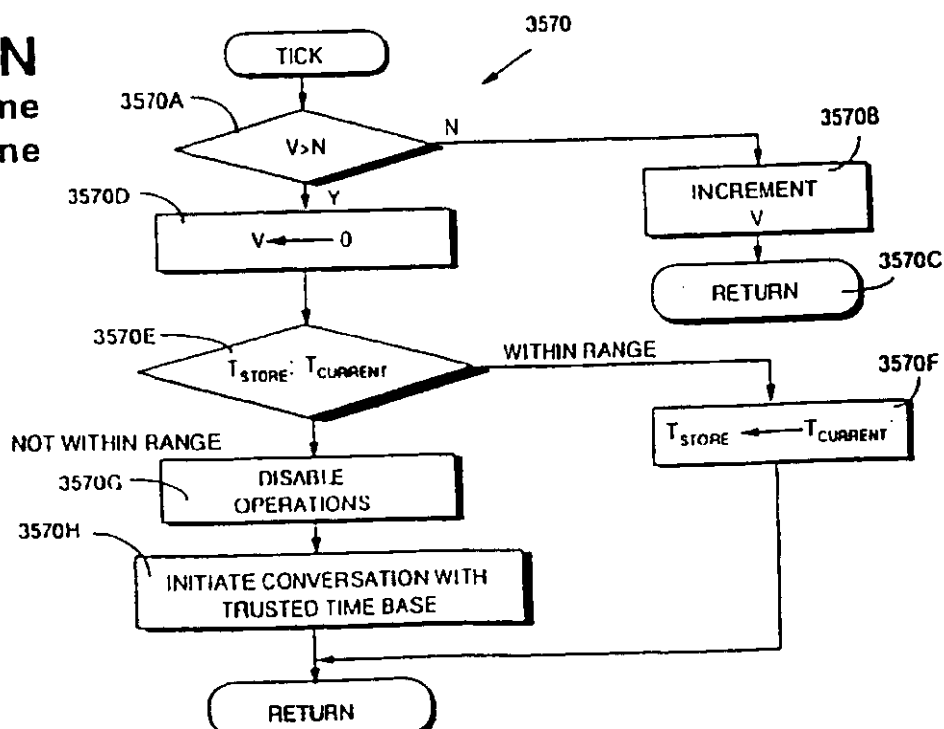 N
me
ne
3570
TICK
3570A
V>N
N
3570B
INCREMENT
V
3570D
Y
V ← 0
3570C
RETURN
3570E
T_STORE: T_CURRENT
WITHIN RANGE
3570F
T_STORE ← T_CURRENT
NOT WITHIN RANGE
3570G
DISABLE
OPERATIONS
3570H
INITIATE CONVERSATION WITH
TRUSTED TIME BASE
RETURN